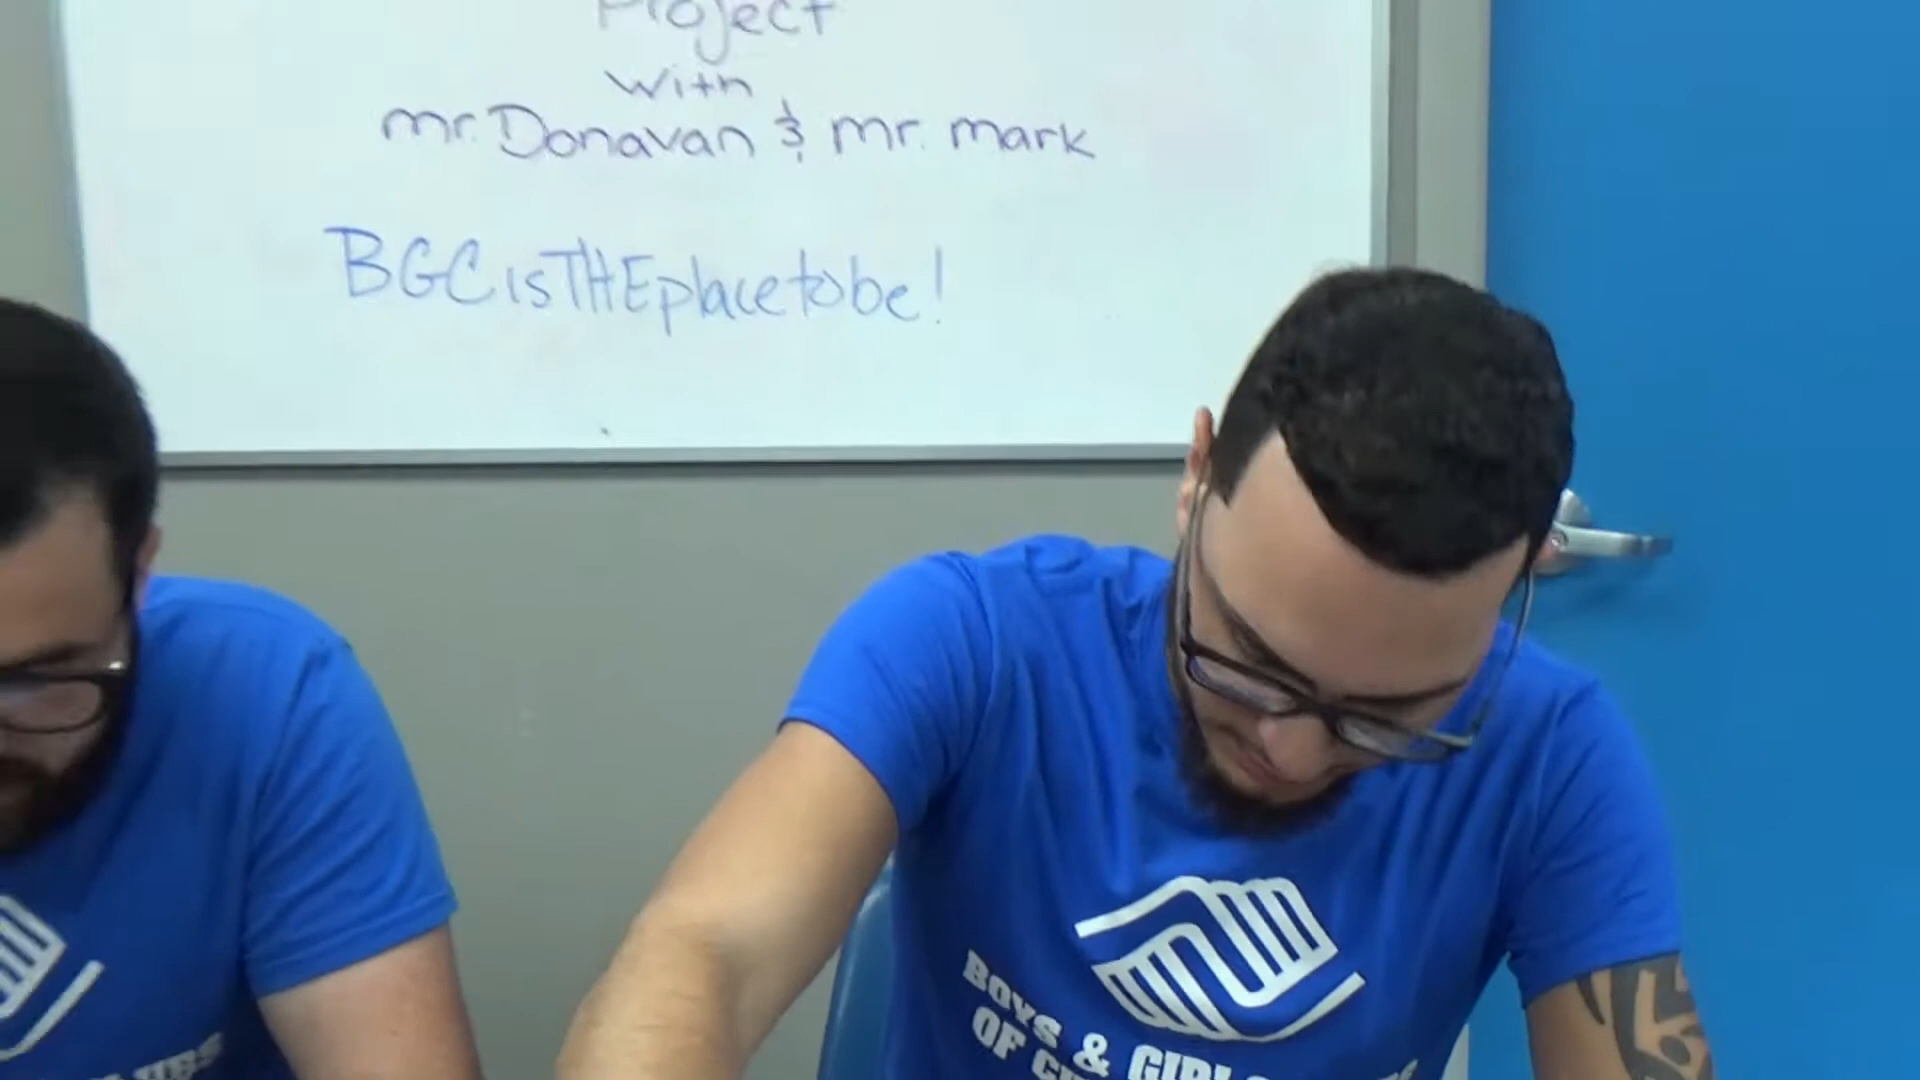 Project
with
mr. Donavan & mr. mark
BGCisTHEplacetobe!
BOYS & GIRLS
OF